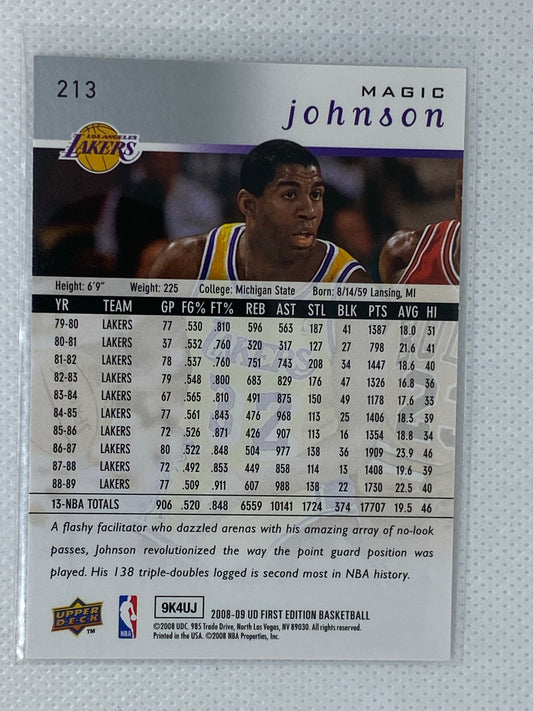 213
MAGIC
johnson
LOS ANGELES
LAKERS
Height: 6'9" Weight: 225 College: Michigan State Born: 8/14/59 Lansing, MI
YR TEAM GP FG% FT% REB AST STL BLK PTS AVG HI
79-80 LAKERS 77 .530 .810 596 563 187 41 1387 18.0 31
80-81 LAKERS 37 .532 .760 320 317 127 27 798 21.6 41
81-82 LAKERS 78 .537 .760 751 743 208 34 1447 18.6 40
82-83 LAKERS 79 .548 .800 683 829 176 47 1326 16.8 36
83-84 LAKERS 67 .565 .810 491 875 150 49 1178 17.6 33
84-85 LAKERS 77 .561 .843 476 968 113 25 1406 18.3 39
85-86 LAKERS 72 .526 .871 426 907 113 16 1354 18.8 34
86-87 LAKERS 80 .522 .848 504 977 138 36 1909 23.9 46
87-88 LAKERS 72 .492 .853 449 858 114 13 1408 19.6 39
88-89 LAKERS 77 .509 .911 607 988 138 22 1730 22.5 40
13-NBA TOTALS 906 .520 .848 6559 10141 1724 374 17707 19.5 46
A flashy facilitator who dazzled arenas with his amazing array of no-look
passes, Johnson revolutionized the way the point guard position was
played. His 138 triple-doubles logged is second most in NBA history.
UPPER
DECK
TM
NBA
9K4UJ 2008-09 UD FIRST EDITION BASKETBALL
©2008 UDC. 985 Trade Drive, North Las Vegas, NV 89030. All rights reserved.
Printed in the USA. ©2008 NBA Properties, Inc.